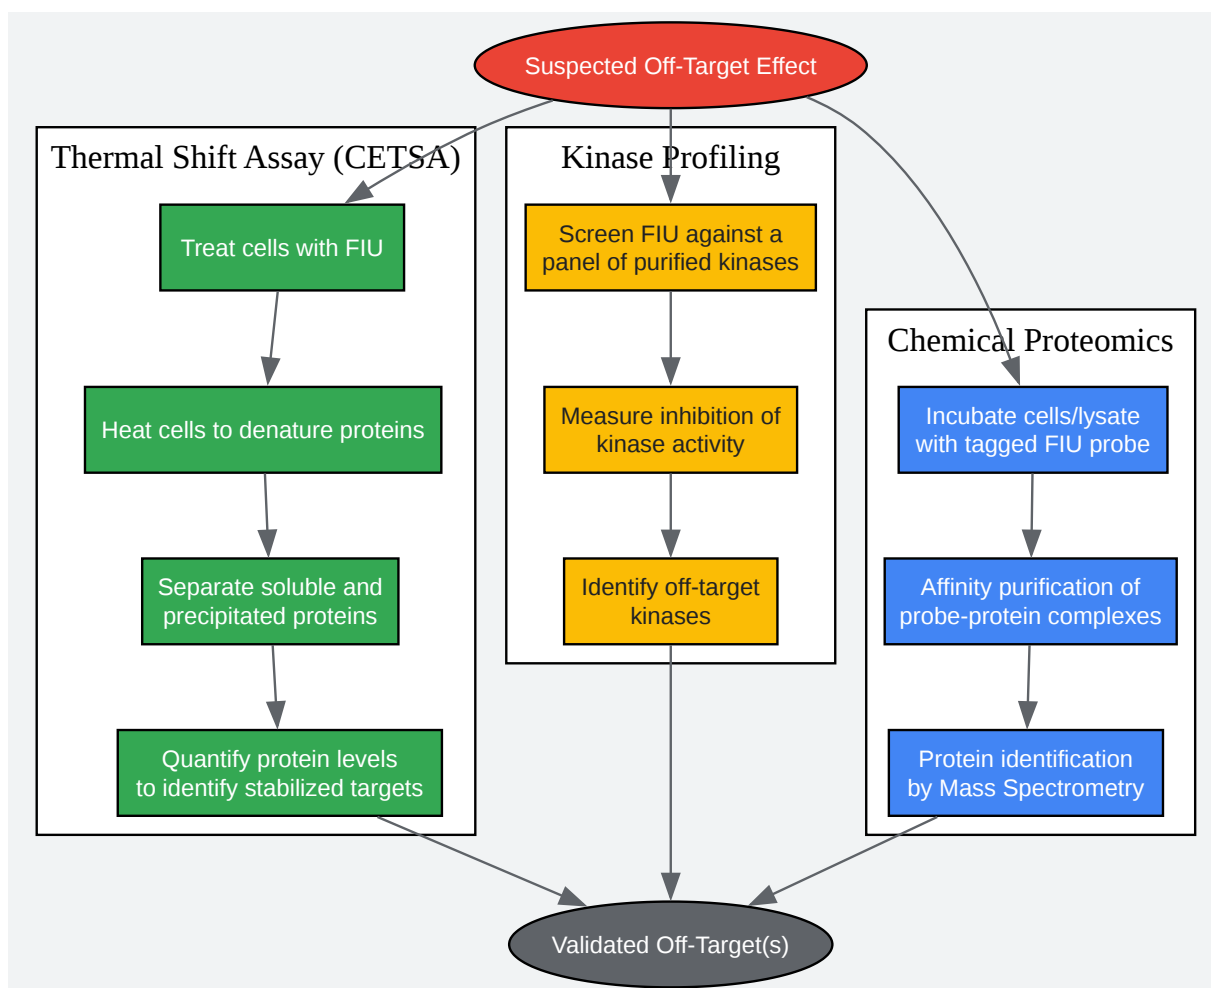 Suspected Off-Target Effect
Thermal Shift Assay (CETSA)
Treat cells with FIU
Heat cells to denature proteins
Separate soluble and
precipitated proteins
Quantify protein levels
to identify stabilized targets
Kinase Profiling
Screen FIU against a
panel of purified kinases
Measure inhibition of
kinase activity
Identify off-target
kinases
Chemical Proteomics
Incubate cells/lysate
with tagged FIU probe
Affinity purification of
probe-protein complexes
Protein identification
by Mass Spectrometry
Validated Off-Target(s)